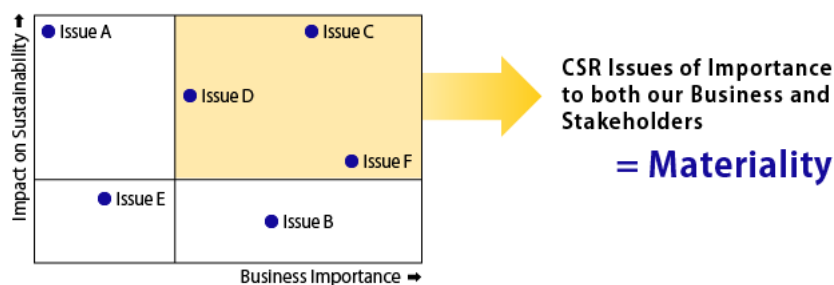 Impact on Sustainability ➡
Issue A
Issue C
Issue D
Issue F
Issue E
Issue B
Business Importance ➡
CSR Issues of Importance
to both our Business and
Stakeholders
= Materiality